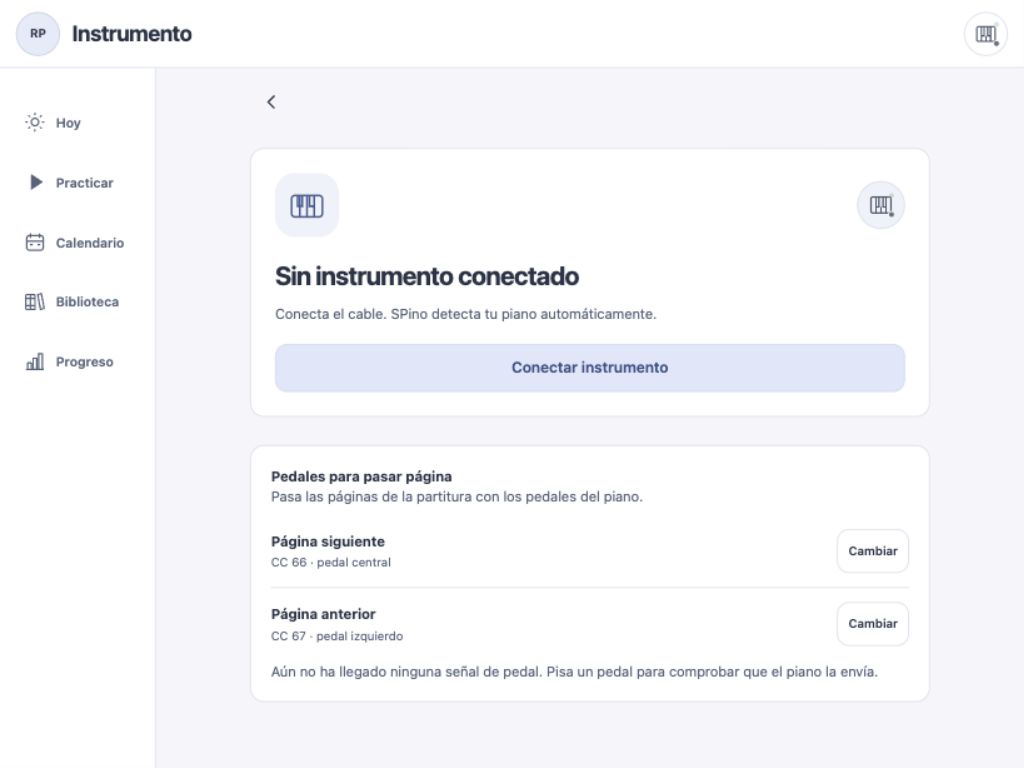 RP
Instrumento
Hoy
Practicar
Calendario
Biblioteca
Progreso
Sin instrumento conectado
Conecta el cable. SPino detecta tu piano automáticamente.
Conectar instrumento
Pedales para pasar página
Pasa las páginas de la partitura con los pedales del piano.
Página siguiente
CC 66 · pedal central
Cambiar
Página anterior
CC 67 · pedal izquierdo
Cambiar
Aún no ha llegado ninguna señal de pedal. Pisa un pedal para comprobar que el piano la envía.